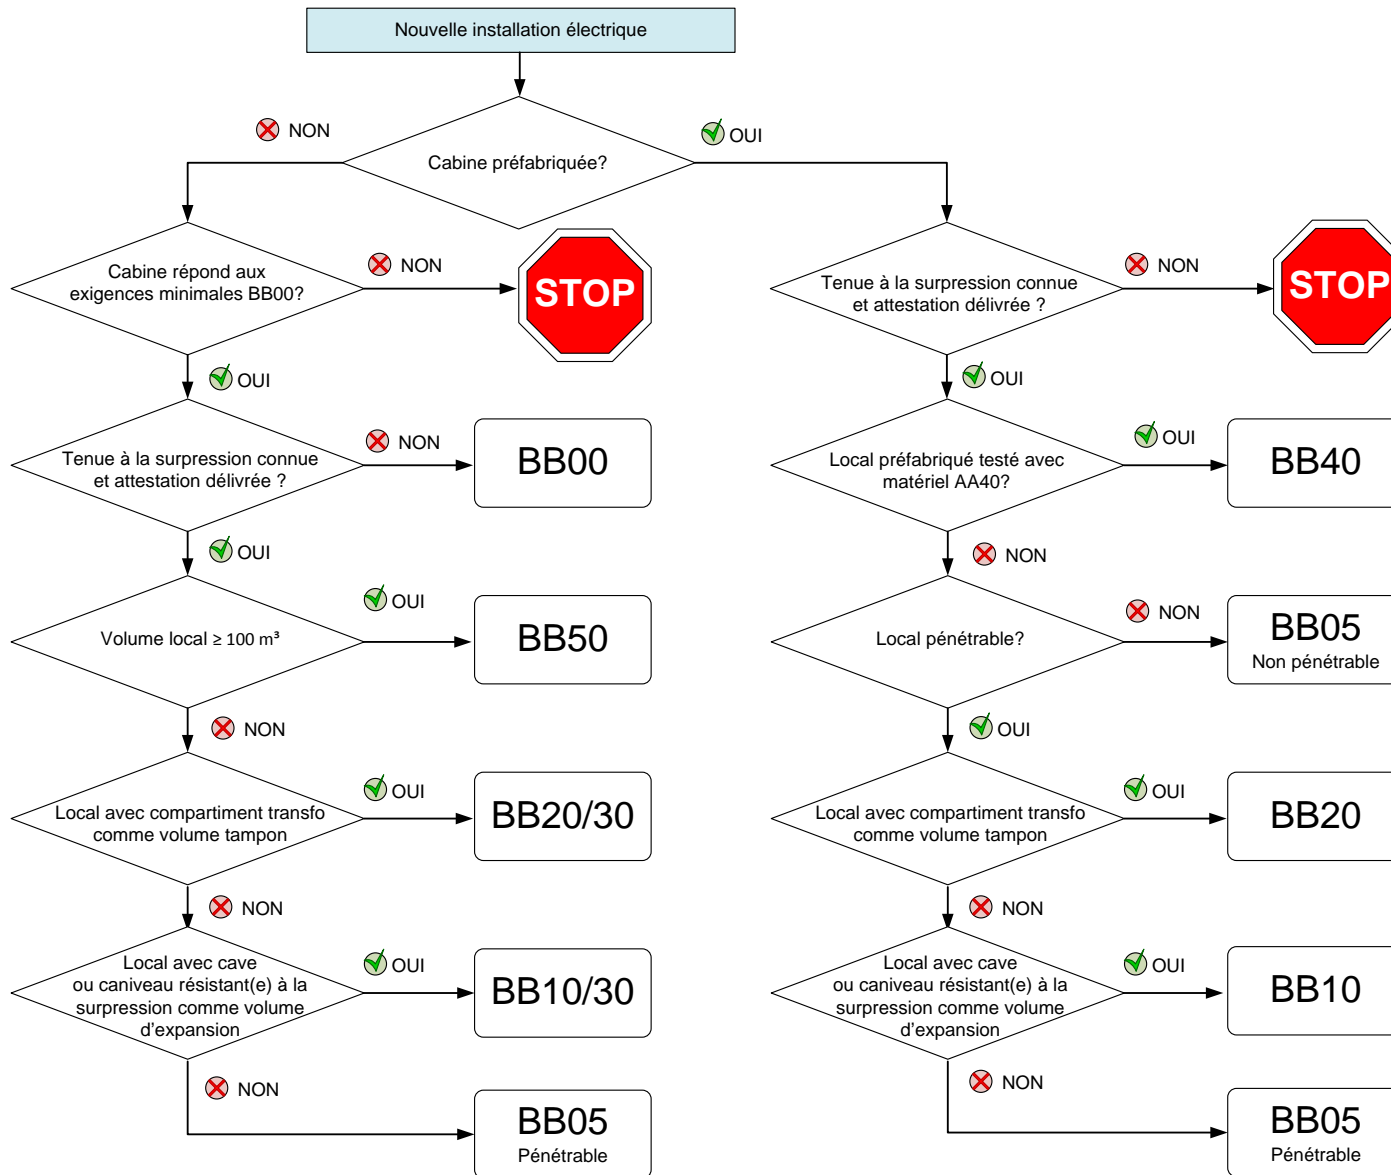 Nouvelle installation électrique
NON
OUI
Cabine préfabriquée?
Cabine répond aux
exigences minimales BB00?
NON
STOP
Tenue à la surpression connue
et attestation délivrée ?
NON
STOP
OUI
OUI
Tenue à la surpression connue
et attestation délivrée ?
NON
BB00
Local préfabriqué testé avec
matériel AA40?
OUI
BB40
OUI
NON
Volume local ≥ 100 m³
OUI
BB50
Local pénétrable?
NON
BB05
Non pénétrable
NON
OUI
Local avec compartiment transfo
comme volume tampon
OUI
BB20/30
Local avec compartiment transfo
comme volume tampon
OUI
BB20
NON
NON
Local avec cave
ou caniveau résistant(e) à la
surpression comme volume
d'expansion
OUI
BB10/30
Local avec cave
ou caniveau résistant(e) à la
surpression comme volume
d'expansion
OUI
BB10
NON
NON
BB05
Pénétrable
BB05
Pénétrable